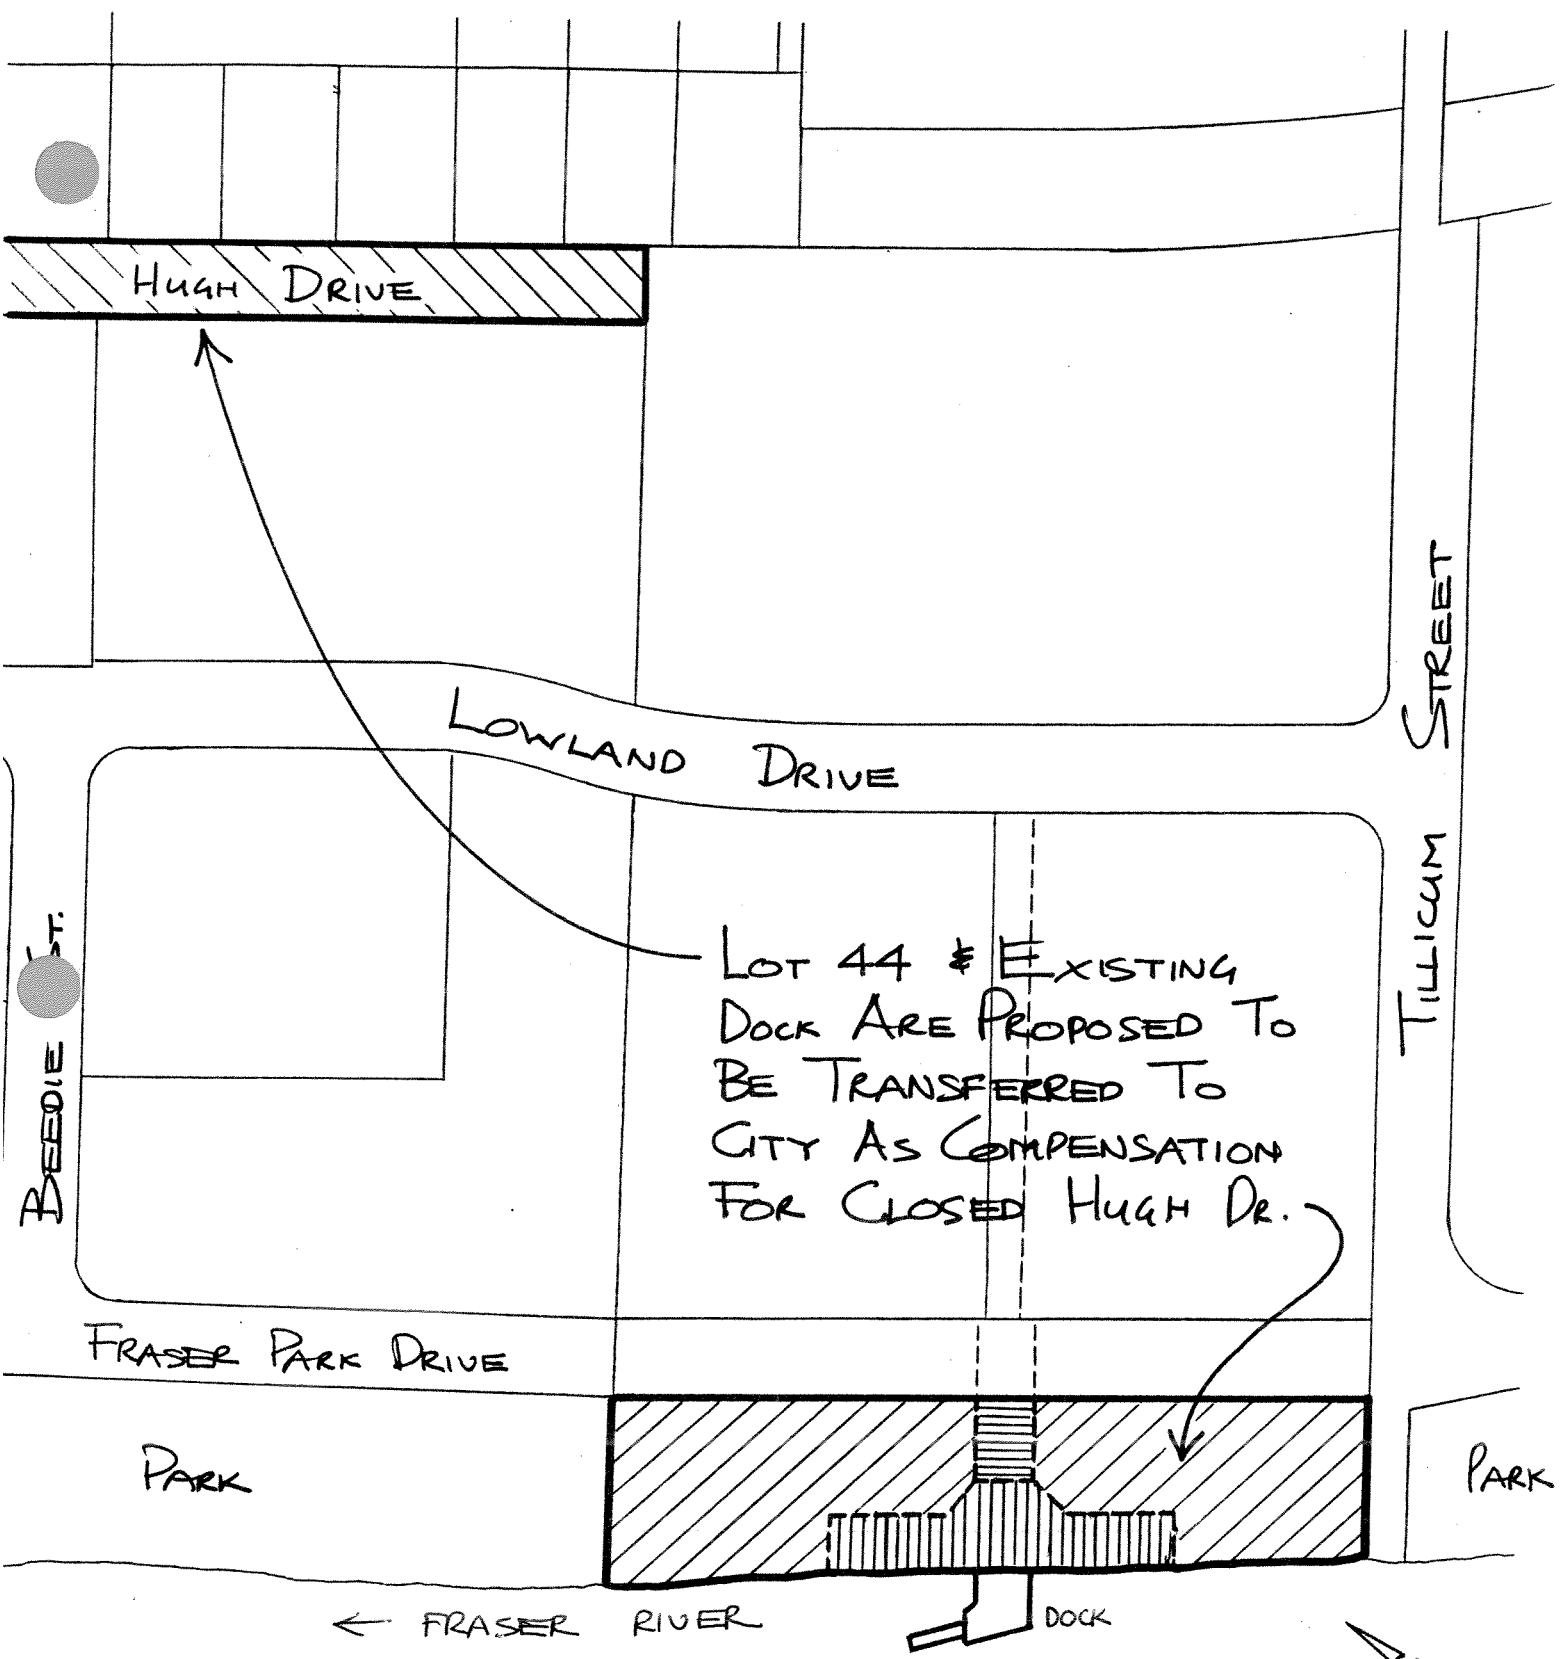 HUGH DRIVE
LOWLAND DRIVE
TILLICUM STREET
BEEDIE ST.
LOT 44 & EXISTING
DOCK ARE PROPOSED TO
BE TRANSFERRED TO
CITY AS COMPENSATION
FOR CLOSED HUGH DR.
FRASER PARK DRIVE
PARK
PARK
← FRASER RIVER
DOCK